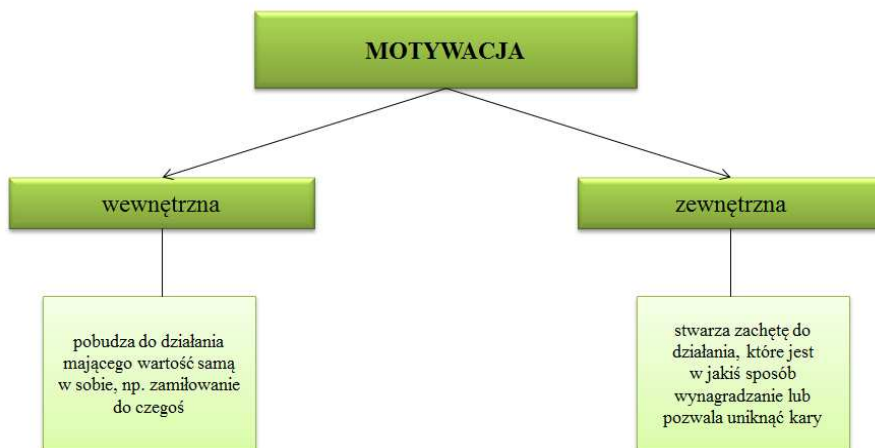 MOTYWACJA
wewnętrzna
zewnętrzna
pobudza do działania
mającego wartość samą
w sobie, np. zamiłowanie
do czegoś
stwarza zachętę do
działania, które jest
w jakiś sposób
wynagradzanie lub
pozwala uniknąć kary